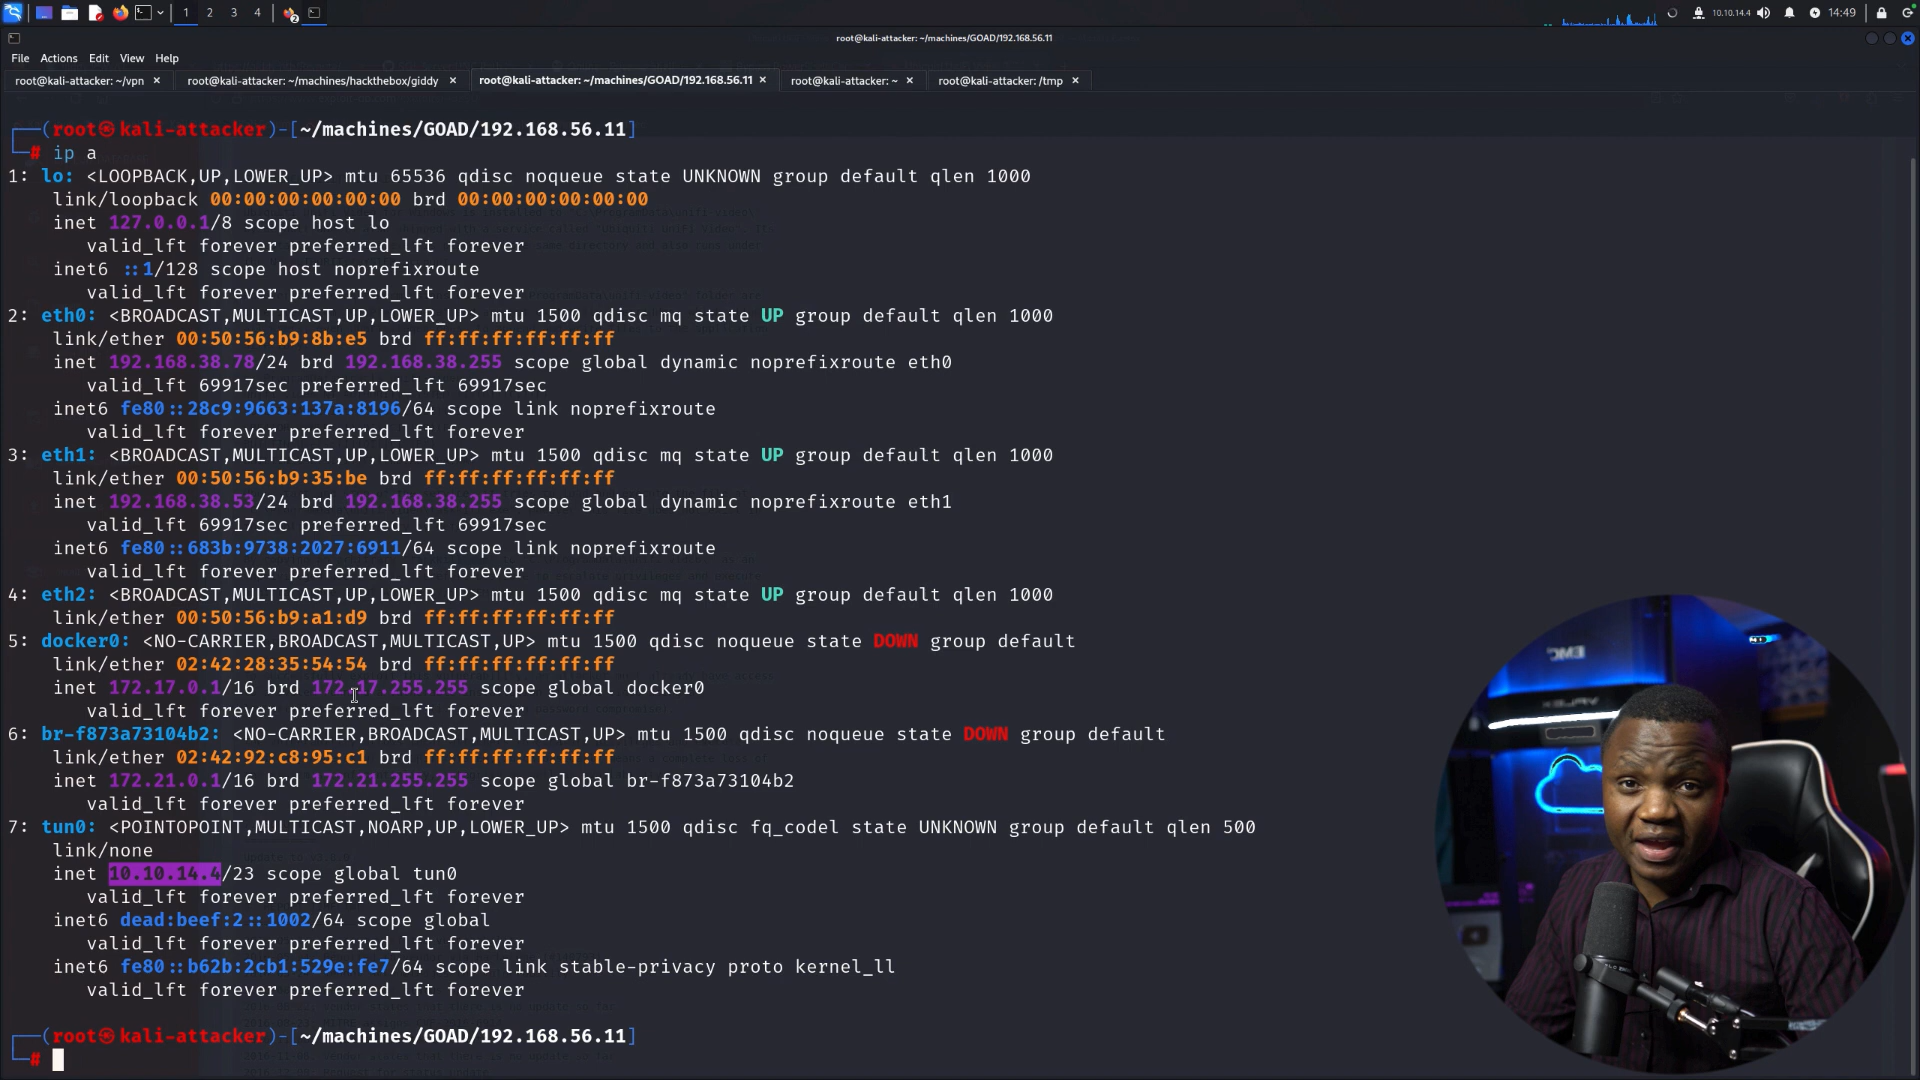 1 2 3 4
2
10.10.14.4
14:49
root@kali-attacker: ~/machines/GOAD/192.168.56.11
File Actions Edit View Help
root@kali-attacker: ~/vpn × root@kali-attacker: ~/machines/hackthebox/giddy × root@kali-attacker: ~/machines/GOAD/192.168.56.11 × root@kali-attacker: ~ × root@kali-attacker: /tmp ×
┌──(root㉿kali-attacker)-[~/machines/GOAD/192.168.56.11]
└─# ip a
1: lo: <LOOPBACK,UP,LOWER_UP> mtu 65536 qdisc noqueue state UNKNOWN group default qlen 1000
link/loopback 00:00:00:00:00:00 brd 00:00:00:00:00:00
inet 127.0.0.1/8 scope host lo
valid_lft forever preferred_lft forever
inet6 ::1/128 scope host noprefixroute
valid_lft forever preferred_lft forever
2: eth0: <BROADCAST,MULTICAST,UP,LOWER_UP> mtu 1500 qdisc mq state UP group default qlen 1000
link/ether 00:50:56:b9:8b:e5 brd ff:ff:ff:ff:ff:ff
inet 192.168.38.78/24 brd 192.168.38.255 scope global dynamic noprefixroute eth0
valid_lft 69917sec preferred_lft 69917sec
inet6 fe80::28c9:9663:137a:8196/64 scope link noprefixroute
valid_lft forever preferred_lft forever
3: eth1: <BROADCAST,MULTICAST,UP,LOWER_UP> mtu 1500 qdisc mq state UP group default qlen 1000
link/ether 00:50:56:b9:35:be brd ff:ff:ff:ff:ff:ff
inet 192.168.38.53/24 brd 192.168.38.255 scope global dynamic noprefixroute eth1
valid_lft 69917sec preferred_lft 69917sec
inet6 fe80::683b:9738:2027:6911/64 scope link noprefixroute
valid_lft forever preferred_lft forever
4: eth2: <BROADCAST,MULTICAST,UP,LOWER_UP> mtu 1500 qdisc mq state UP group default qlen 1000
link/ether 00:50:56:b9:a1:d9 brd ff:ff:ff:ff:ff:ff
5: docker0: <NO-CARRIER,BROADCAST,MULTICAST,UP> mtu 1500 qdisc noqueue state DOWN group default
link/ether 02:42:28:35:54:54 brd ff:ff:ff:ff:ff:ff
inet 172.17.0.1/16 brd 172.17.255.255 scope global docker0
valid_lft forever preferred_lft forever
6: br-f873a73104b2: <NO-CARRIER,BROADCAST,MULTICAST,UP> mtu 1500 qdisc noqueue state DOWN group default
link/ether 02:42:92:c8:95:c1 brd ff:ff:ff:ff:ff:ff
inet 172.21.0.1/16 brd 172.21.255.255 scope global br-f873a73104b2
valid_lft forever preferred_lft forever
7: tun0: <POINTOPOINT,MULTICAST,NOARP,UP,LOWER_UP> mtu 1500 qdisc fq_codel state UNKNOWN group default qlen 500
link/none
inet 10.10.14.4/23 scope global tun0
valid_lft forever preferred_lft forever
inet6 dead:beef:2::1002/64 scope global
valid_lft forever preferred_lft forever
inet6 fe80::b62b:2cb1:529e:fe7/64 scope link stable-privacy proto kernel_ll
valid_lft forever preferred_lft forever
┌──(root㉿kali-attacker)-[~/machines/GOAD/192.168.56.11]
└─#